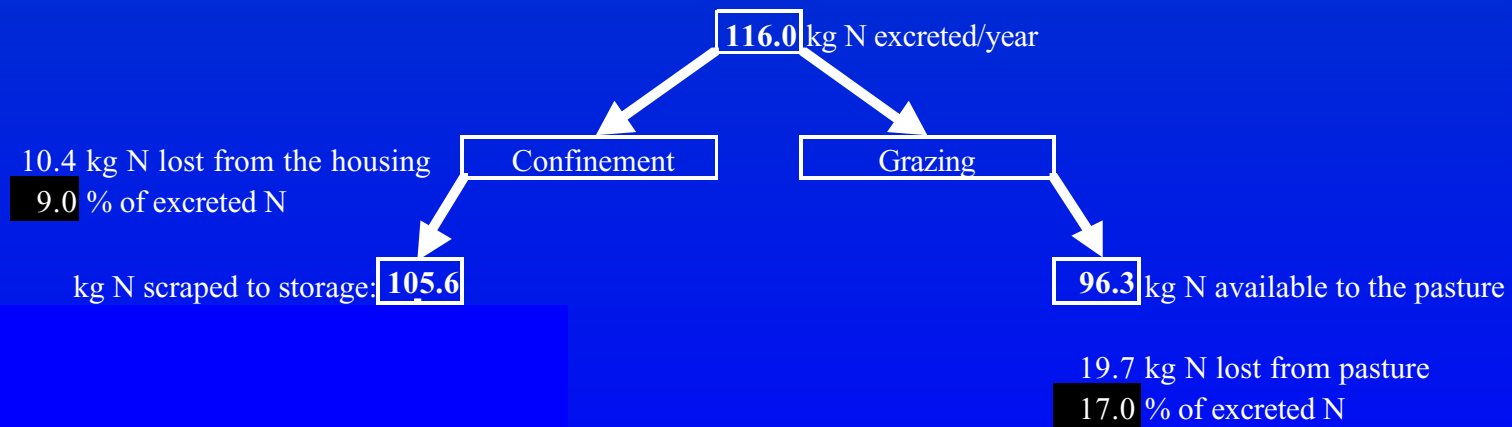 116.0 kg N excreted/year
10.4 kg N lost from the housing
Confinement
Grazing
9.0 % of excreted N
kg N scraped to storage: 105.6
96.3 kg N available to the pasture
19.7 kg N lost from pasture
17.0 % of excreted N